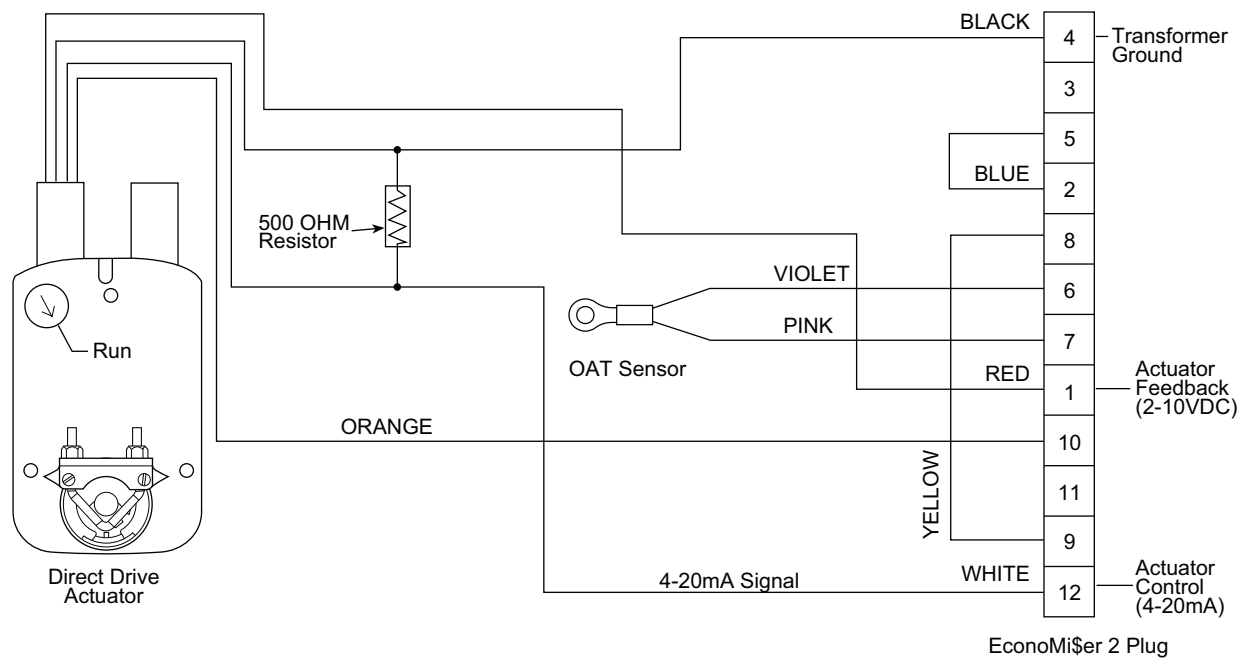 BLACK
4
Transformer
Ground
3
5
BLUE
2
500 OHM
Resistor
8
VIOLET
6
PINK
7
Run
OAT Sensor
RED
1
Actuator
Feedback
(2-10VDC)
ORANGE
10
YELLOW
11
9
Direct Drive
Actuator
4-20mA Signal
WHITE
12
Actuator
Control
(4-20mA)
EconoMi$er 2 Plug